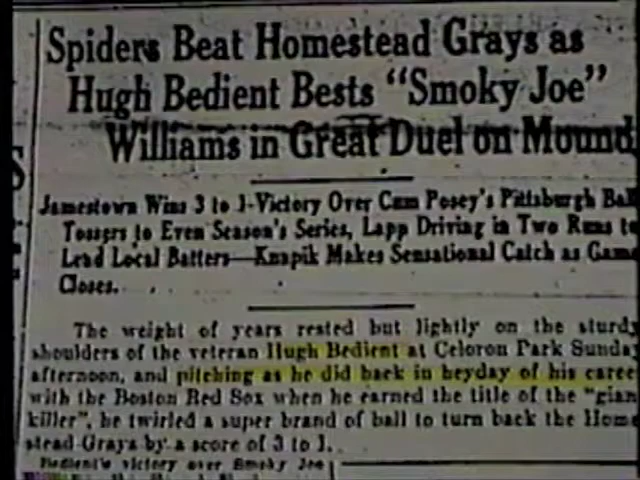 Spiders Beat Homestead Grays as
Hugh Bedient Bests "Smoky Joe"
Williams in Great Duel on Mound
Jamestown Wins 3 to 1-Victory Over Cum Posey's Pittsburgh Ball
Tossers to Even Season's Series, Lapp Driving in Two Runs to
Lead Local Batters—Knapik Makes Sensational Catch as Game
Closes.
The weight of years rested but lightly on the sturdy
shoulders of the veteran Hugh Bedient at Celoron Park Sunday
afternoon, and pitching as he did back in heyday of his career
with the Boston Red Sox when he earned the title of the "gian
killer", he twirled a super brand of ball to turn back the Home
stead Grays by a score of 3 to 1.
Bedient's victory over Smoky Joe